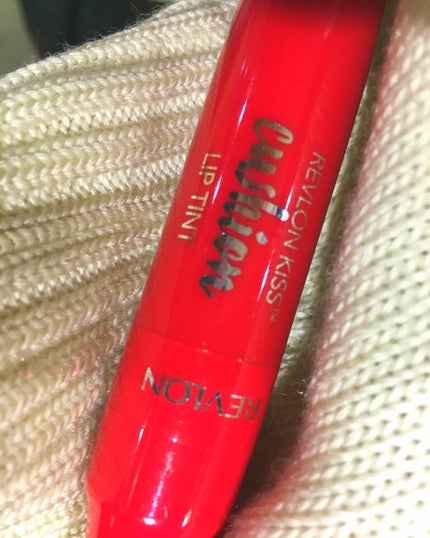 REVLON KISS™
cushion
LIP TINT
REVLON